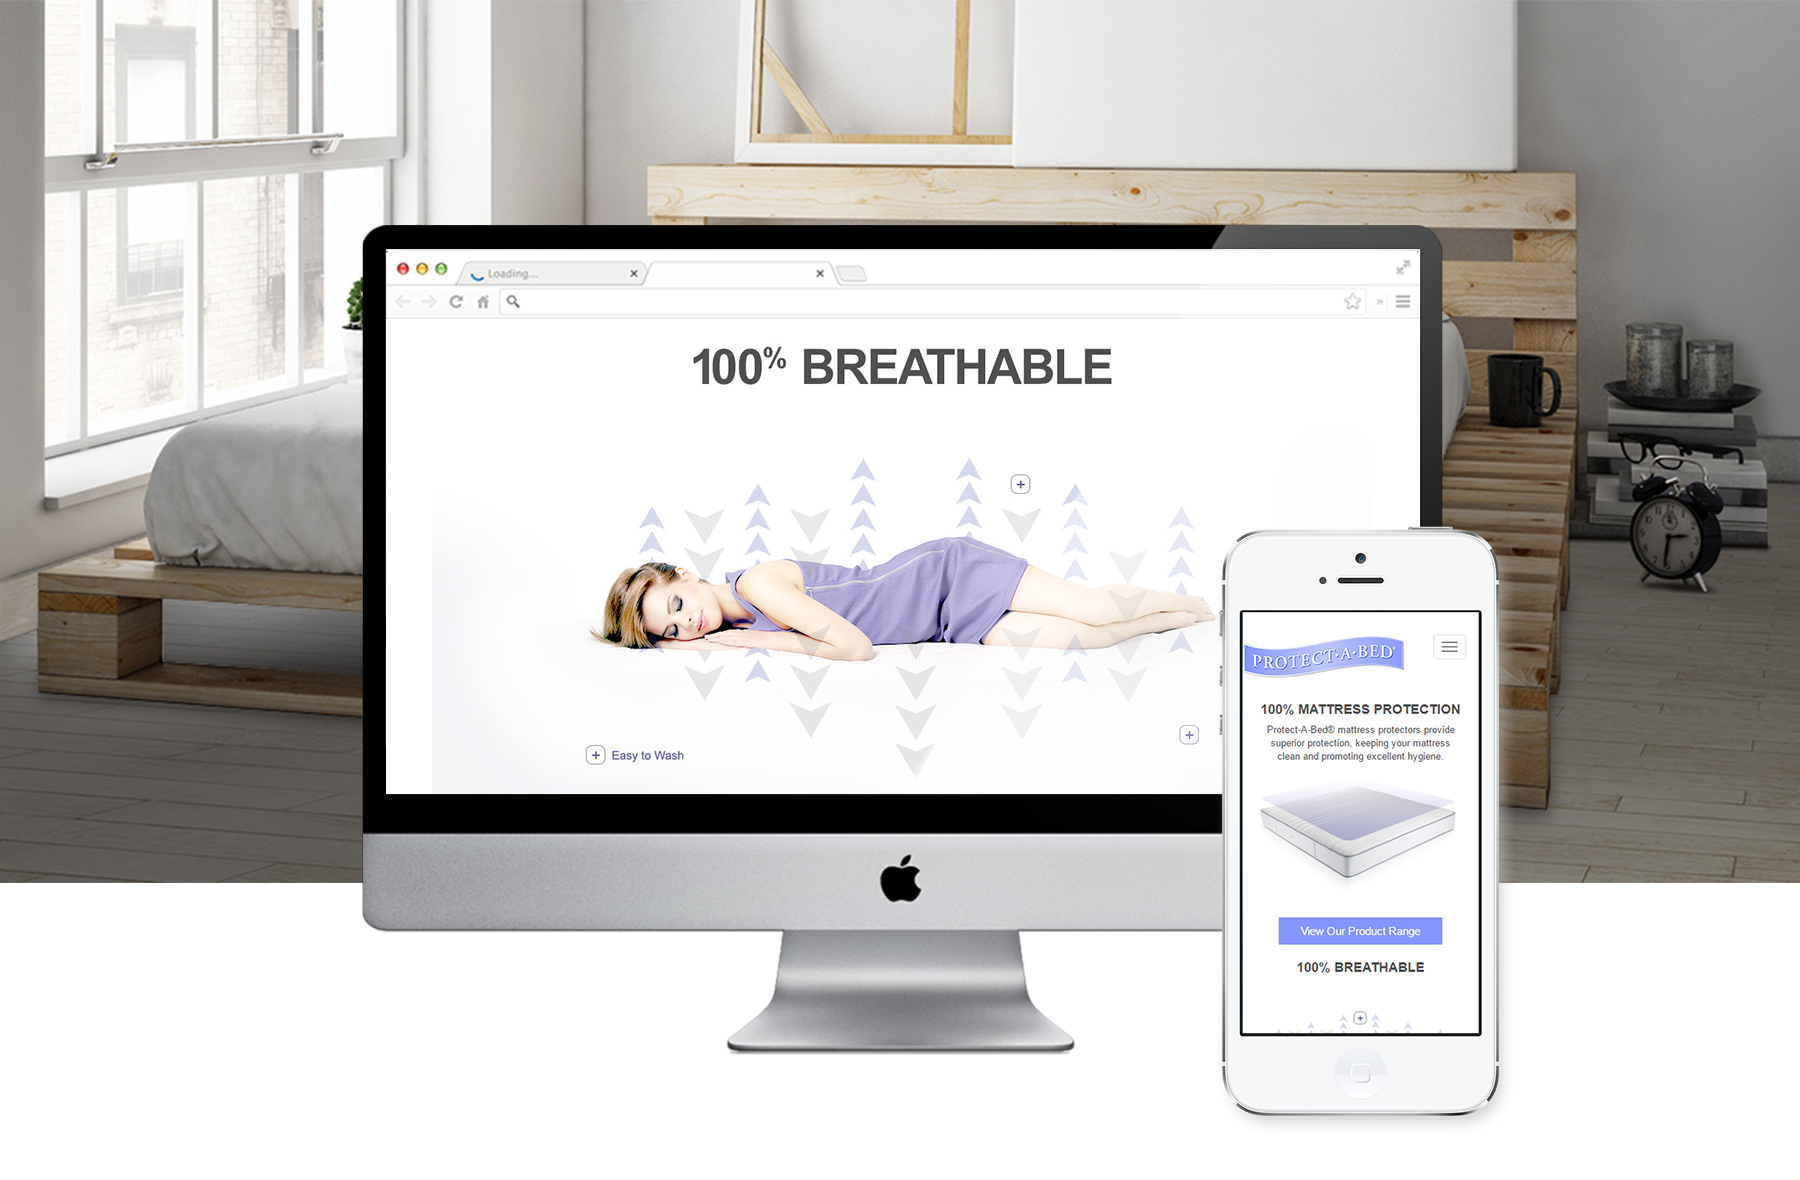 Loading...
100% BREATHABLE
Easy to Wash
PROTECT·A·BED®
100% MATTRESS PROTECTION
Protect-A-Bed® mattress protectors provide
superior protection, keeping your mattress
clean and promoting excellent hygiene.
View Our Product Range
100% BREATHABLE